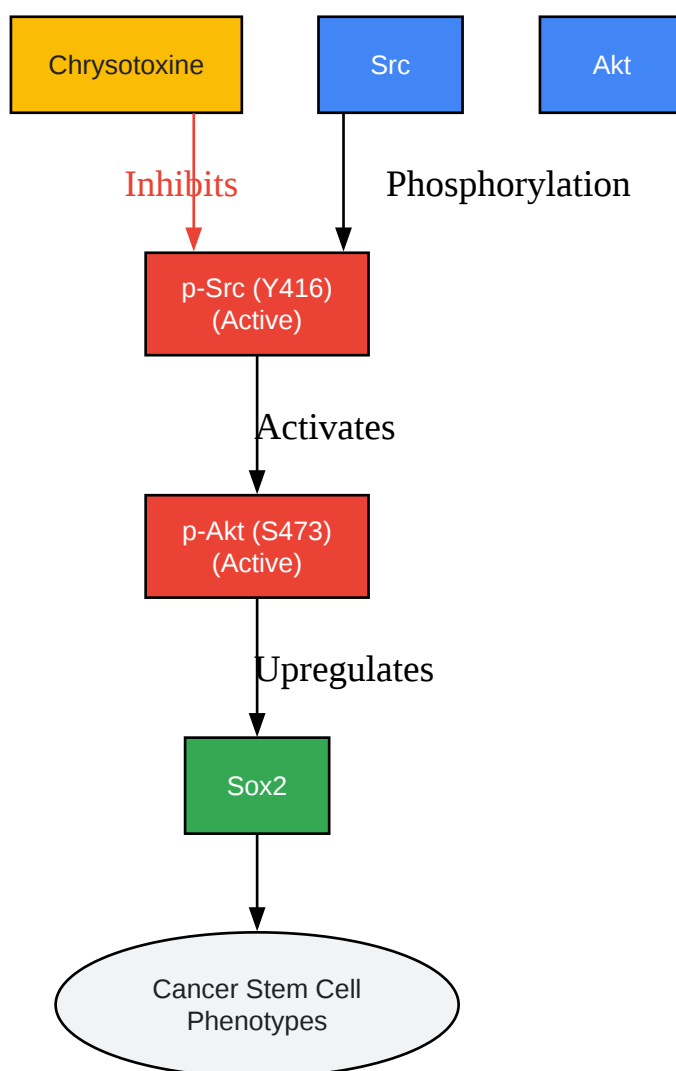 Chrysotoxine
Src
Akt
Inhibits
Phosphorylation
p-Src (Y416)
(Active)
Activates
p-Akt (S473)
(Active)
Upregulates
Sox2
Cancer Stem Cell
Phenotypes